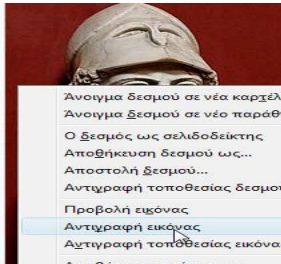 Άνοιγμα δεσμού σε νέα καρτέλ
Άνοιγμα δεσμού σε νέο παράθ
Ο δεσμός ως σελιδοδείκτης
Αποθήκευση δεσμού ως...
Αποστολή δεσμού...
Αντιγραφή τοποθεσίας δεσμού
Προβολή εικόνας
Αντιγραφή εικόνας
Αντιγραφή τοποθεσίας εικόνα